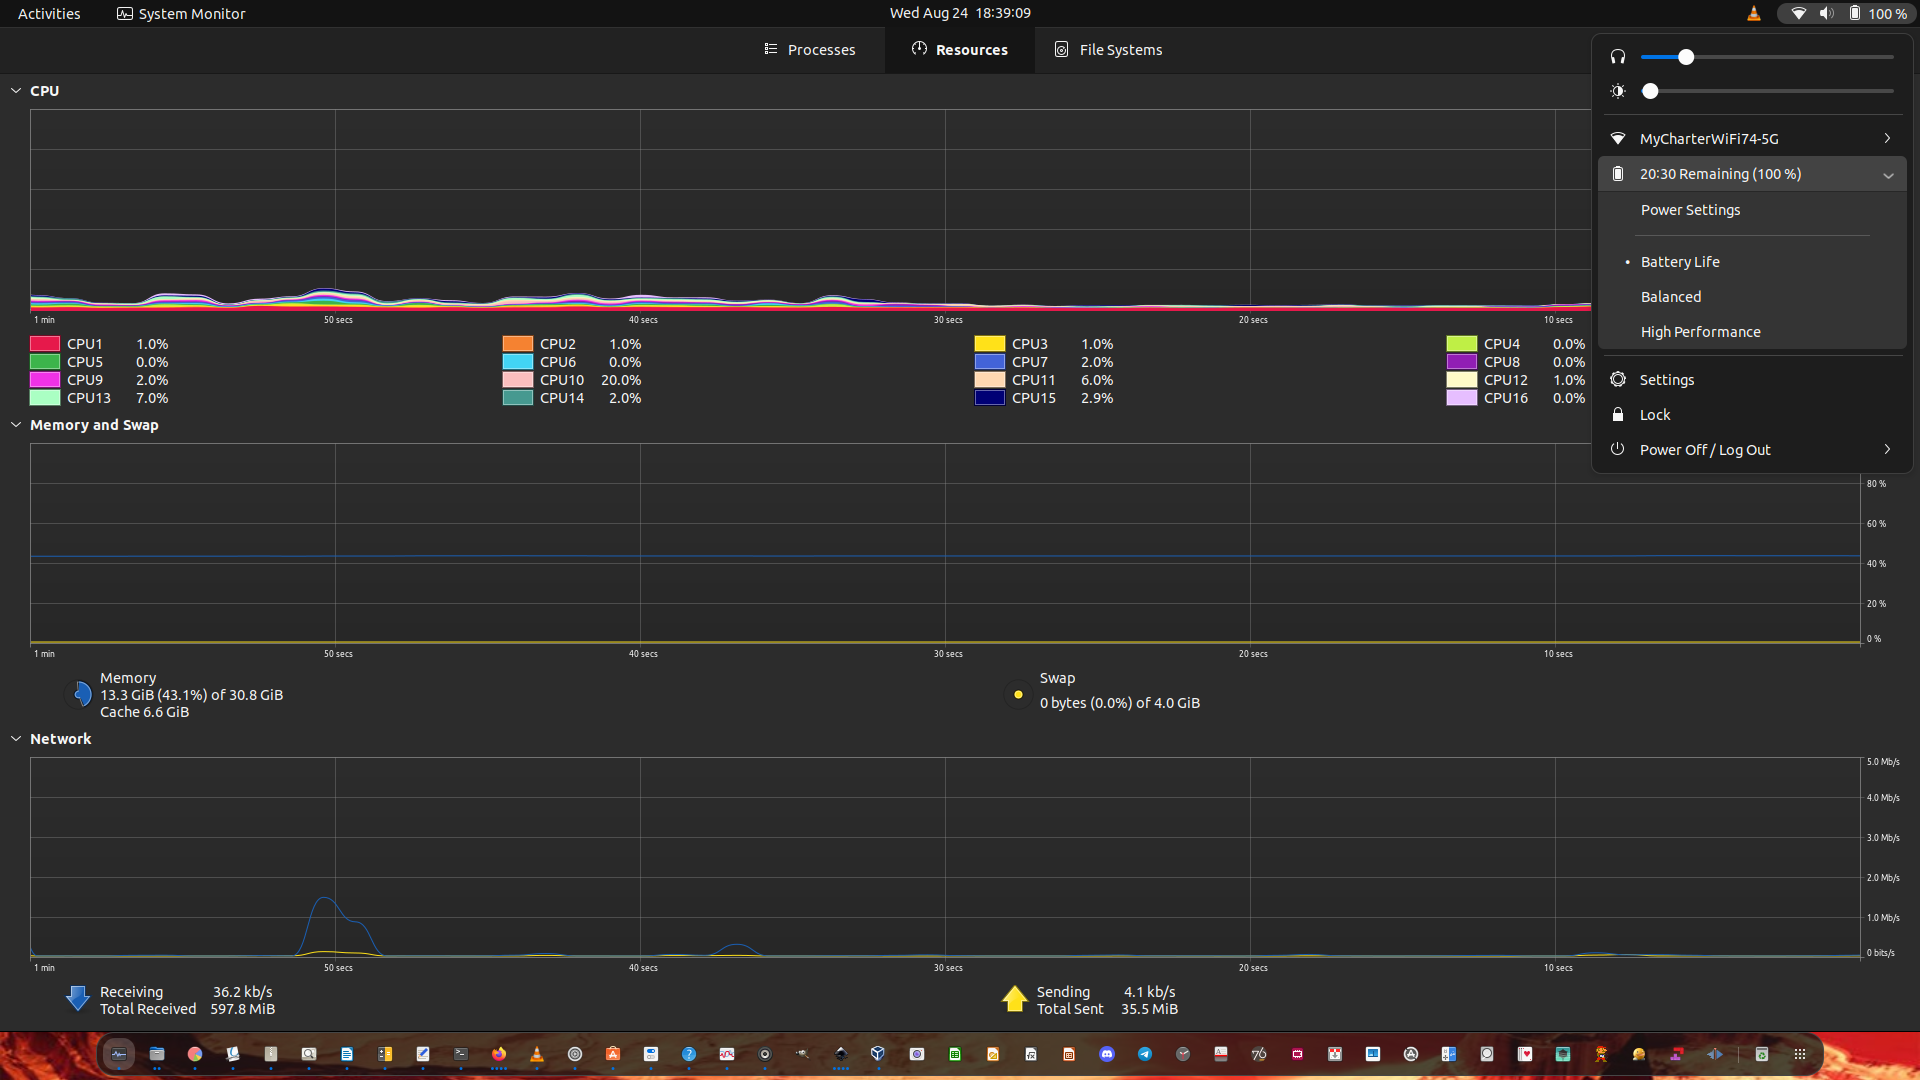 Activities
System Monitor
Wed Aug 24 18:39:09
100 %
Processes
Resources
File Systems
CPU
1 min
50 secs
40 secs
30 secs
20 secs
10 secs
CPU1 1.0%
CPU2 1.0%
CPU3 1.0%
CPU4 0.0%
CPU5 0.0%
CPU6 0.0%
CPU7 2.0%
CPU8 0.0%
CPU9 2.0%
CPU10 20.0%
CPU11 6.0%
CPU12 1.0%
CPU13 7.0%
CPU14 2.0%
CPU15 2.9%
CPU16 0.0%
MyCharterWiFi74-5G
20:30 Remaining (100 %)
Power Settings
• Battery Life
Balanced
High Performance
Settings
Lock
Power Off / Log Out
Memory and Swap
80 %
60 %
40 %
20 %
0 %
1 min
50 secs
40 secs
30 secs
20 secs
10 secs
Memory
13.3 GiB (43.1%) of 30.8 GiB
Cache 6.6 GiB
Swap
0 bytes (0.0%) of 4.0 GiB
Network
5.0 Mb/s
4.0 Mb/s
3.0 Mb/s
2.0 Mb/s
1.0 Mb/s
0 bits/s
1 min
50 secs
40 secs
30 secs
20 secs
10 secs
Receiving 36.2 kb/s
Total Received 597.8 MiB
Sending 4.1 kb/s
Total Sent 35.5 MiB
76